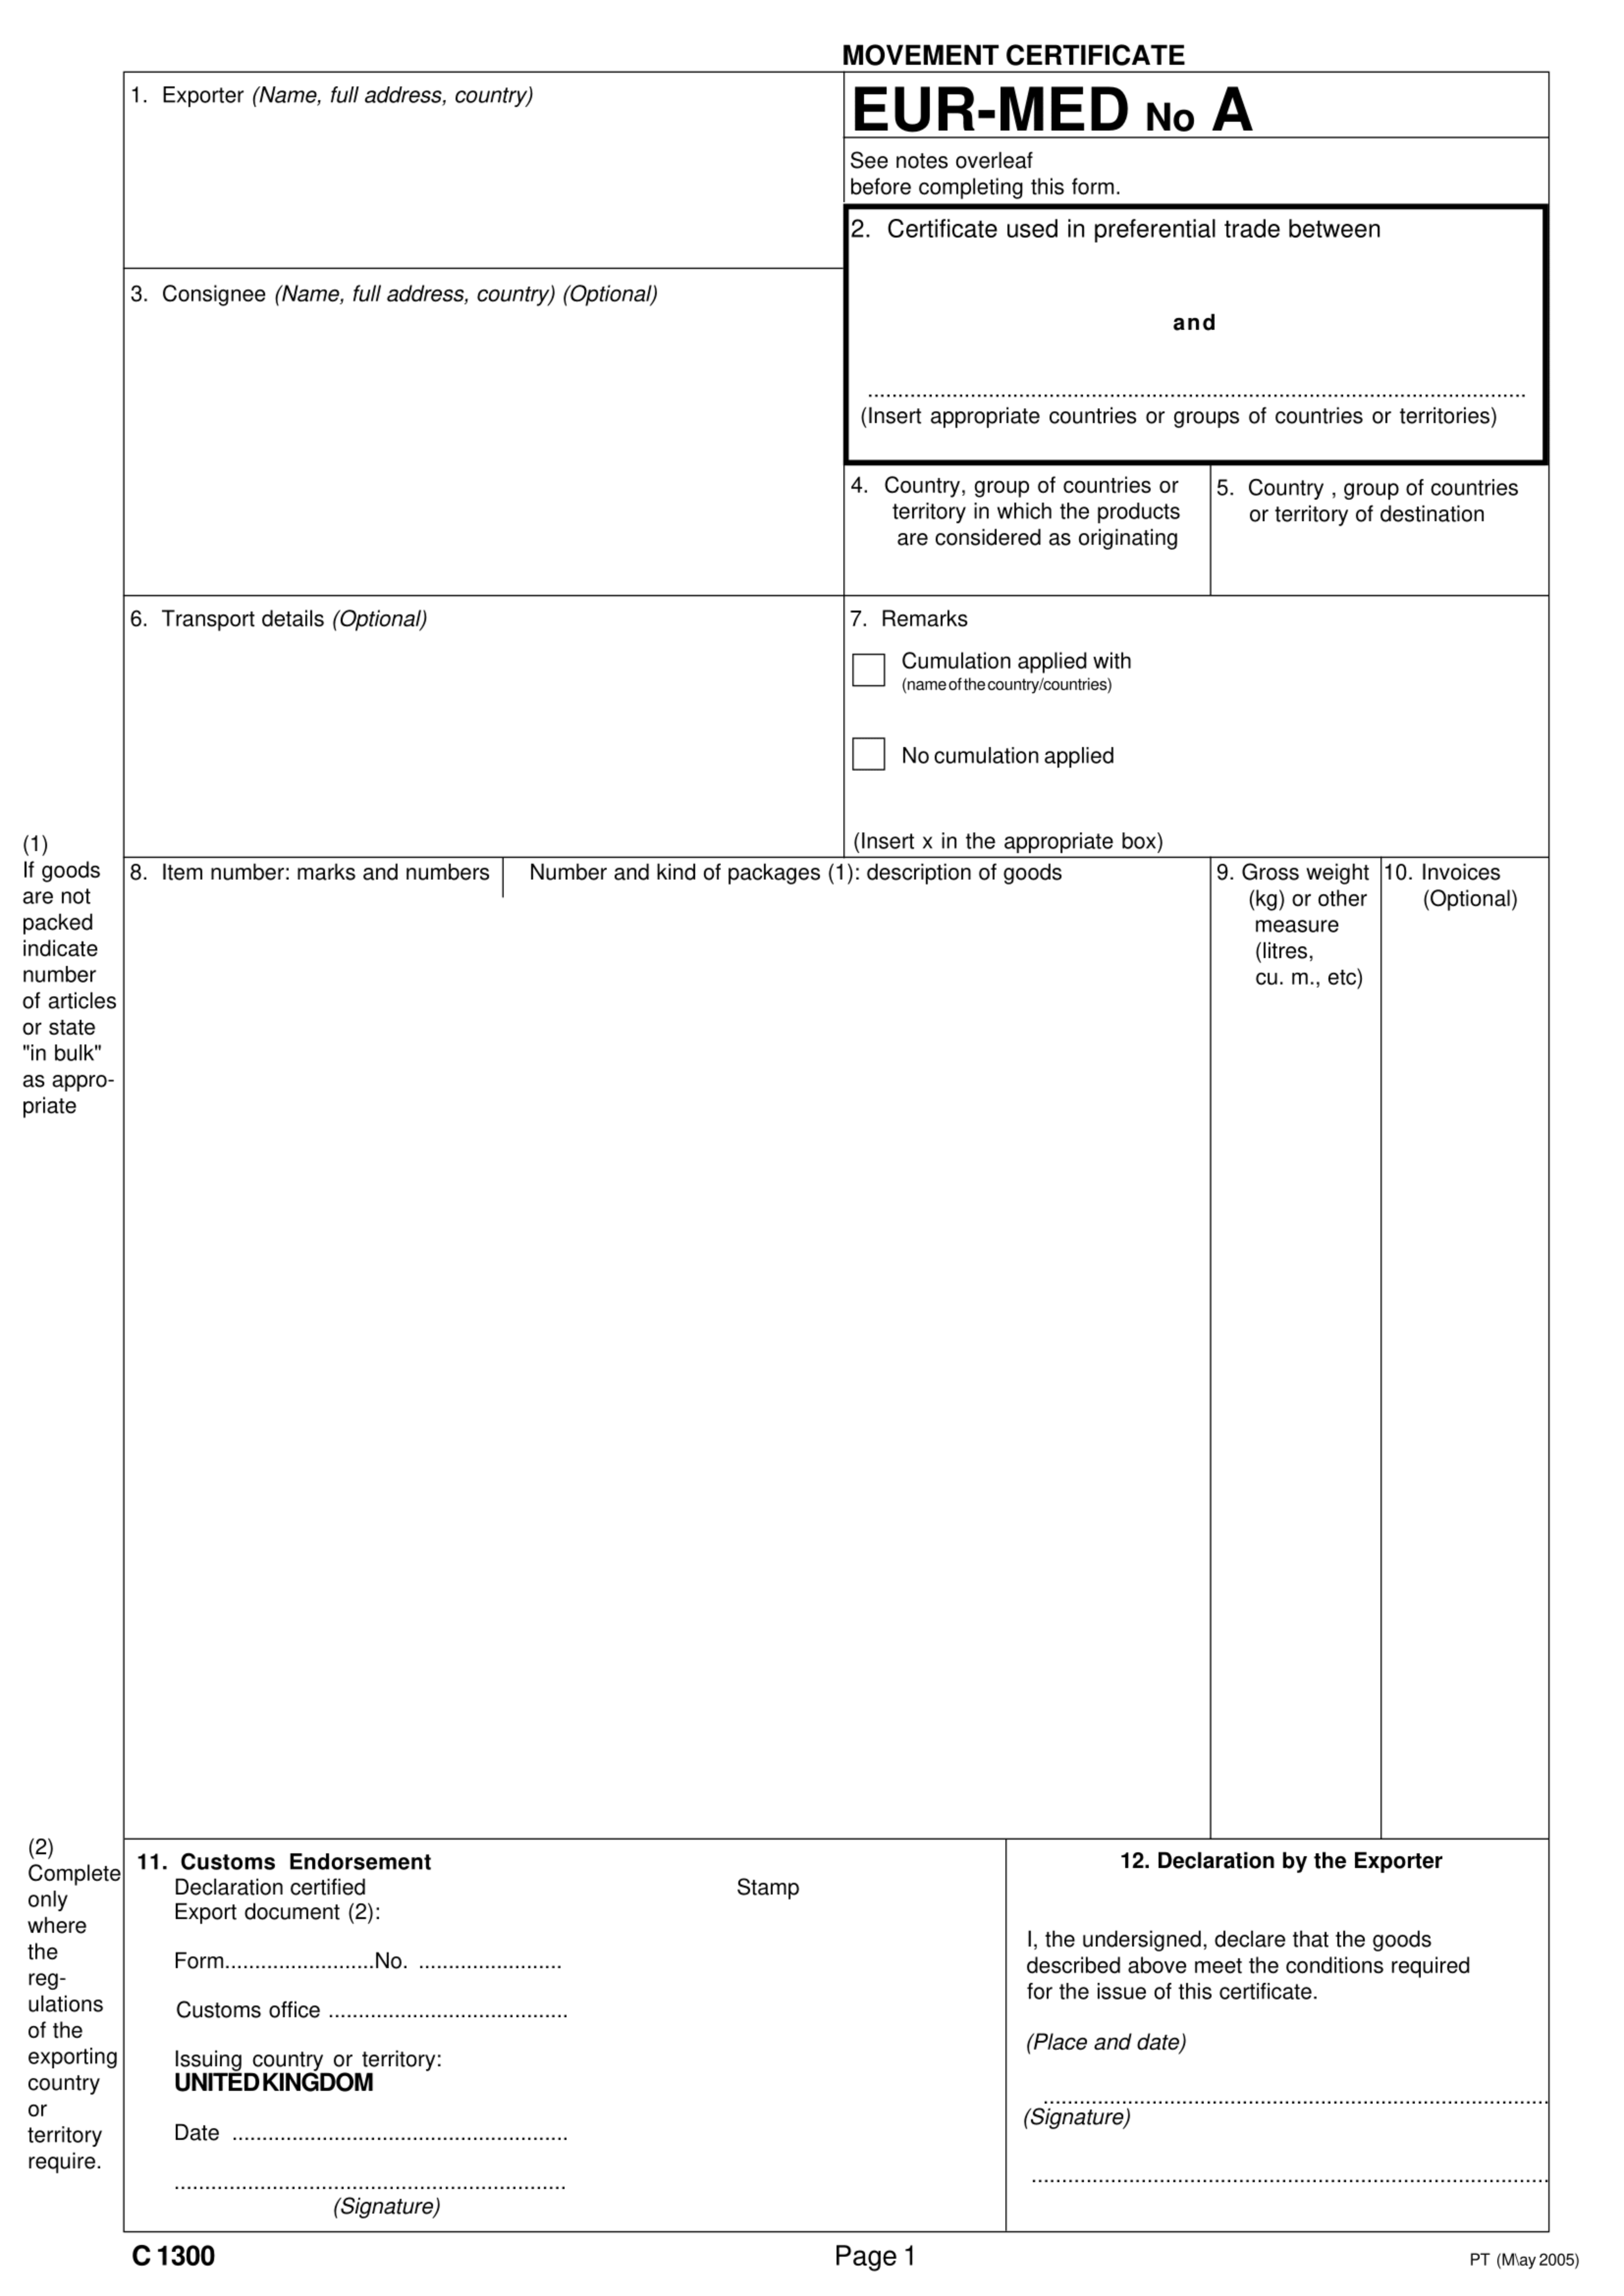 MOVEMENT CERTIFICATE
1. Exporter (Name, full address, country)
EUR-MED No A
See notes overleaf
before completing this form.
2. Certificate used in preferential trade between
and
................................................................................
(Insert appropriate countries or groups of countries or territories)
3. Consignee (Name, full address, country) (Optional)
4. Country, group of countries or
territory in which the products
are considered as originating
5. Country , group of countries
or territory of destination
6. Transport details (Optional)
7. Remarks
Cumulation applied with
(name of the country/countries)
No cumulation applied
(Insert x in the appropriate box)
(1)
If goods
are not
packed
indicate
number
of articles
or state
"in bulk"
as appro-
priate
8. Item number: marks and numbers
Number and kind of packages (1): description of goods
9. Gross weight
(kg) or other
measure
(litres,
cu. m., etc)
10. Invoices
(Optional)
(2)
Complete
only
where
the
reg-
ulations
of the
exporting
country
or
territory
require.
11. Customs Endorsement
Declaration certified
Stamp
Export document (2):
Form.........................No. ........................
Customs office ........................................
Issuing country or territory:
UNITED KINGDOM
Date ........................................................
..................................................................
(Signature)
12. Declaration by the Exporter
I, the undersigned, declare that the goods
described above meet the conditions required
for the issue of this certificate.
(Place and date)
................................................................................
(Signature)
................................................................................
C 1300
Page 1
PT (M\ay 2005)